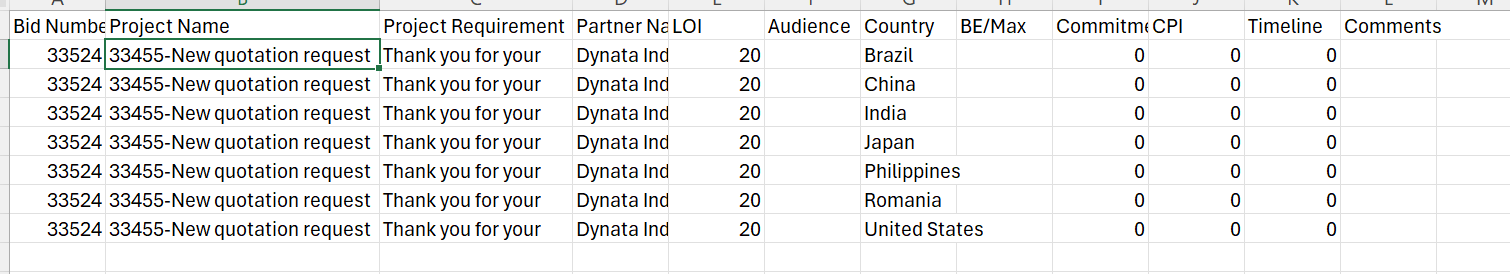 Bid Numbe Project Name Project Requirement Partner Na LOI Audience Country BE/Max Commitme CPI Timeline Comments
33524 33455-New quotation request Thank you for your Dynata Ind 20 Brazil 0 0 0
33524 33455-New quotation request Thank you for your Dynata Ind 20 China 0 0 0
33524 33455-New quotation request Thank you for your Dynata Ind 20 India 0 0 0
33524 33455-New quotation request Thank you for your Dynata Ind 20 Japan 0 0 0
33524 33455-New quotation request Thank you for your Dynata Ind 20 Philippines 0 0 0
33524 33455-New quotation request Thank you for your Dynata Ind 20 Romania 0 0 0
33524 33455-New quotation request Thank you for your Dynata Ind 20 United States 0 0 0